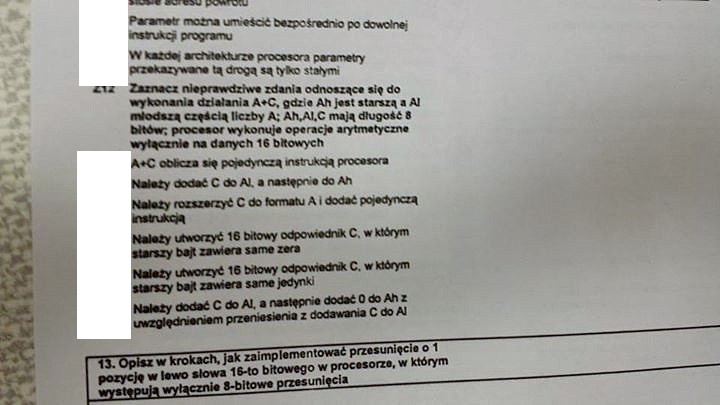 stosie adresu powrotu
Parametr można umieścić bezpośrednio po dowolnej
instrukcji programu
W każdej architekturze procesora parametry
przekazywane tą drogą są tylko stałymi
Z12 Zaznacz nieprawdziwe zdania odnoszące się do
wykonania działania A+C, gdzie Ah jest starszą a Al
młodszą częścią liczby A; Ah,Al,C mają długość 8
bitów; procesor wykonuje operacje arytmetyczne
wyłącznie na danych 16 bitowych
A+C oblicza się pojedynczą instrukcją procesora
Należy dodać C do Al, a następnie do Ah
Należy rozszerzyć C do formatu A i dodać pojedynczą
instrukcją
Należy utworzyć 16 bitowy odpowiednik C, w którym
starszy bajt zawiera same zera
Należy utworzyć 16 bitowy odpowiednik C, w którym
starszy bajt zawiera same jedynki
Należy dodać C do Al, a następnie dodać 0 do Ah z
uwzględnieniem przeniesienia z dodawania C do Al
13. Opisz w krokach, jak zaimplementować przesunięcie o 1
pozycję w lewo słowa 16-to bitowego w procesorze, w którym
występują wyłącznie 8-bitowe przesunięcia